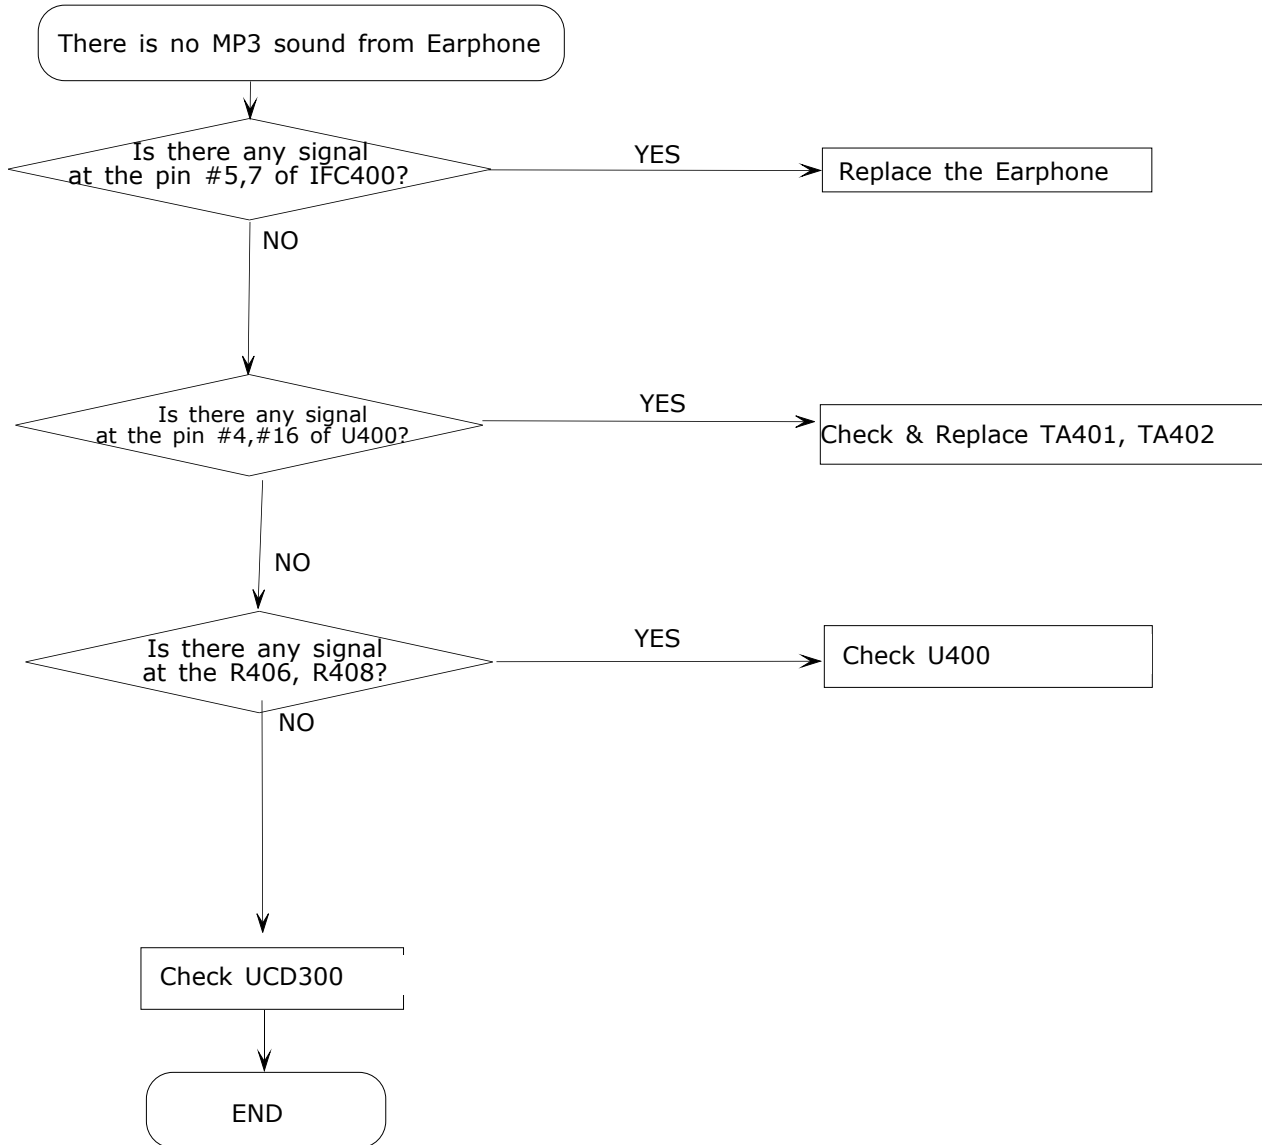 There is no MP3 sound from Earphone
Is there any signal
at the pin #5,7 of IFC400?
YES
Replace the Earphone
NO
Is there any signal
at the pin #4,#16 of U400?
YES
Check & Replace TA401, TA402
NO
Is there any signal
at the R406, R408?
YES
Check U400
NO
Check UCD300
END